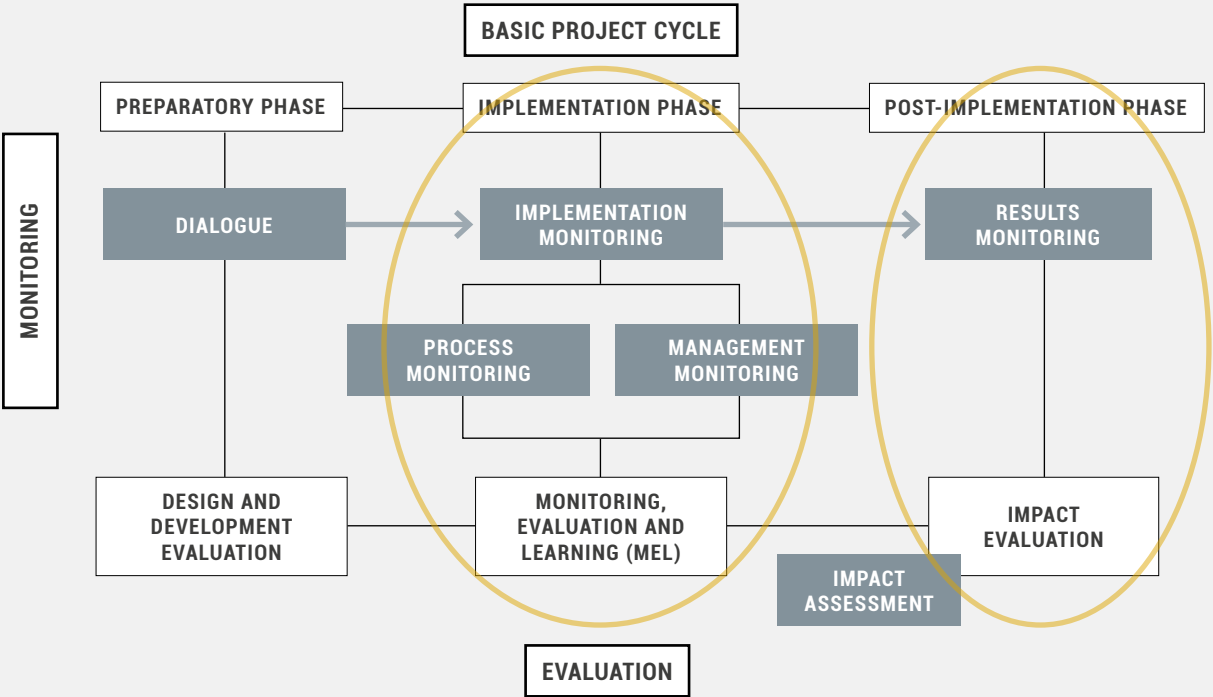 BASIC PROJECT CYCLE
PREPARATORY PHASE
IMPLEMENTATION PHASE
POST-IMPLEMENTATION PHASE
MONITORING
DIALOGUE
IMPLEMENTATION
MONITORING
RESULTS
MONITORING
PROCESS
MONITORING
MANAGEMENT
MONITORING
DESIGN AND
DEVELOPMENT
EVALUATION
MONITORING,
EVALUATION AND
LEARNING (MEL)
IMPACT
EVALUATION
IMPACT
ASSESSMENT
EVALUATION